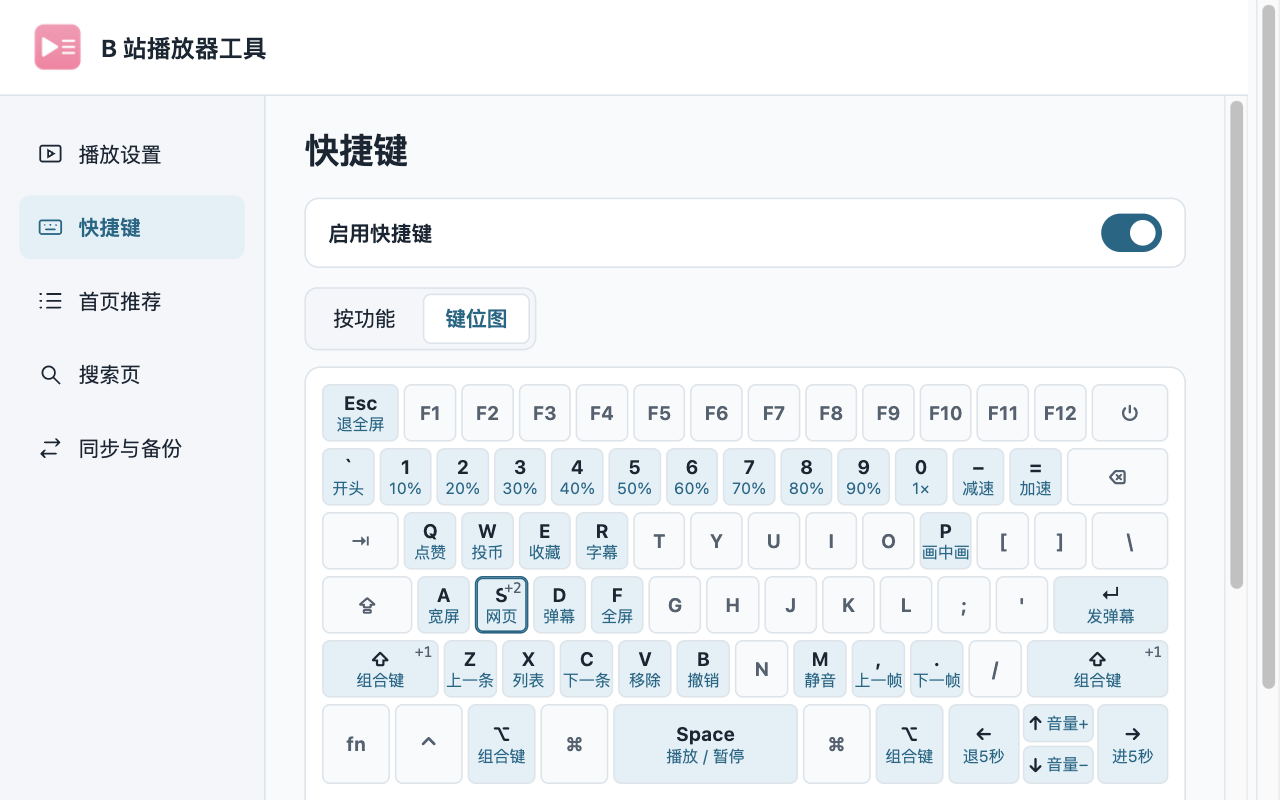 B 站播放器工具
播放设置
快捷键
首页推荐
搜索页
同步与备份
快捷键
启用快捷键
按功能 键位图
Esc F1 F2 F3 F4 F5 F6 F7 F8 F9 F10 F11 F12
退全屏
` 1 2 3 4 5 6 7 8 9 0 − =
开头 10% 20% 30% 40% 50% 60% 70% 80% 90% 1× 减速 加速
Q W E R T Y U I O P [ ] \
点赞 投币 收藏 字幕 画中画
A S +2 D F G H J K L ; '
宽屏 网页 弹幕 全屏 发弹幕
+1 Z X C V B N M , . / +1
组合键 上一条 列表 下一条 移除 撤销 静音 上一帧 下一帧 组合键
fn ^ ⌥ ⌘ Space ⌘ ⌥ ← ↑ 音量+ →
组合键 播放 / 暂停 组合键 退5秒 ↓ 音量− 进5秒